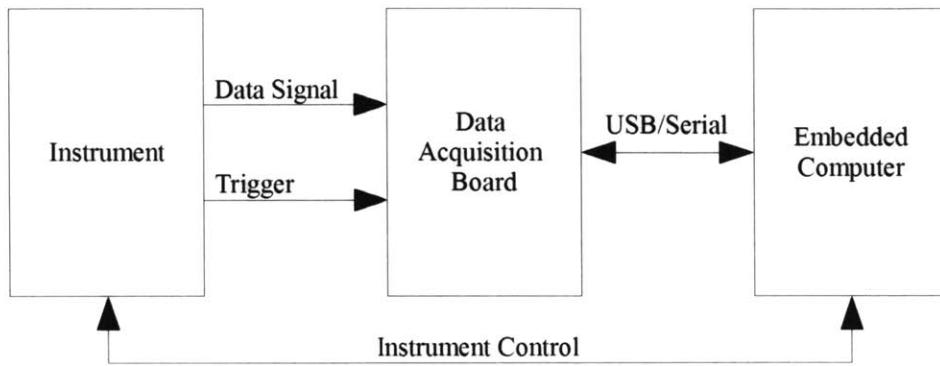 Instrument
Data Signal
Trigger
Data
Acquisition
Board
USB/Serial
Embedded
Computer
Instrument Control